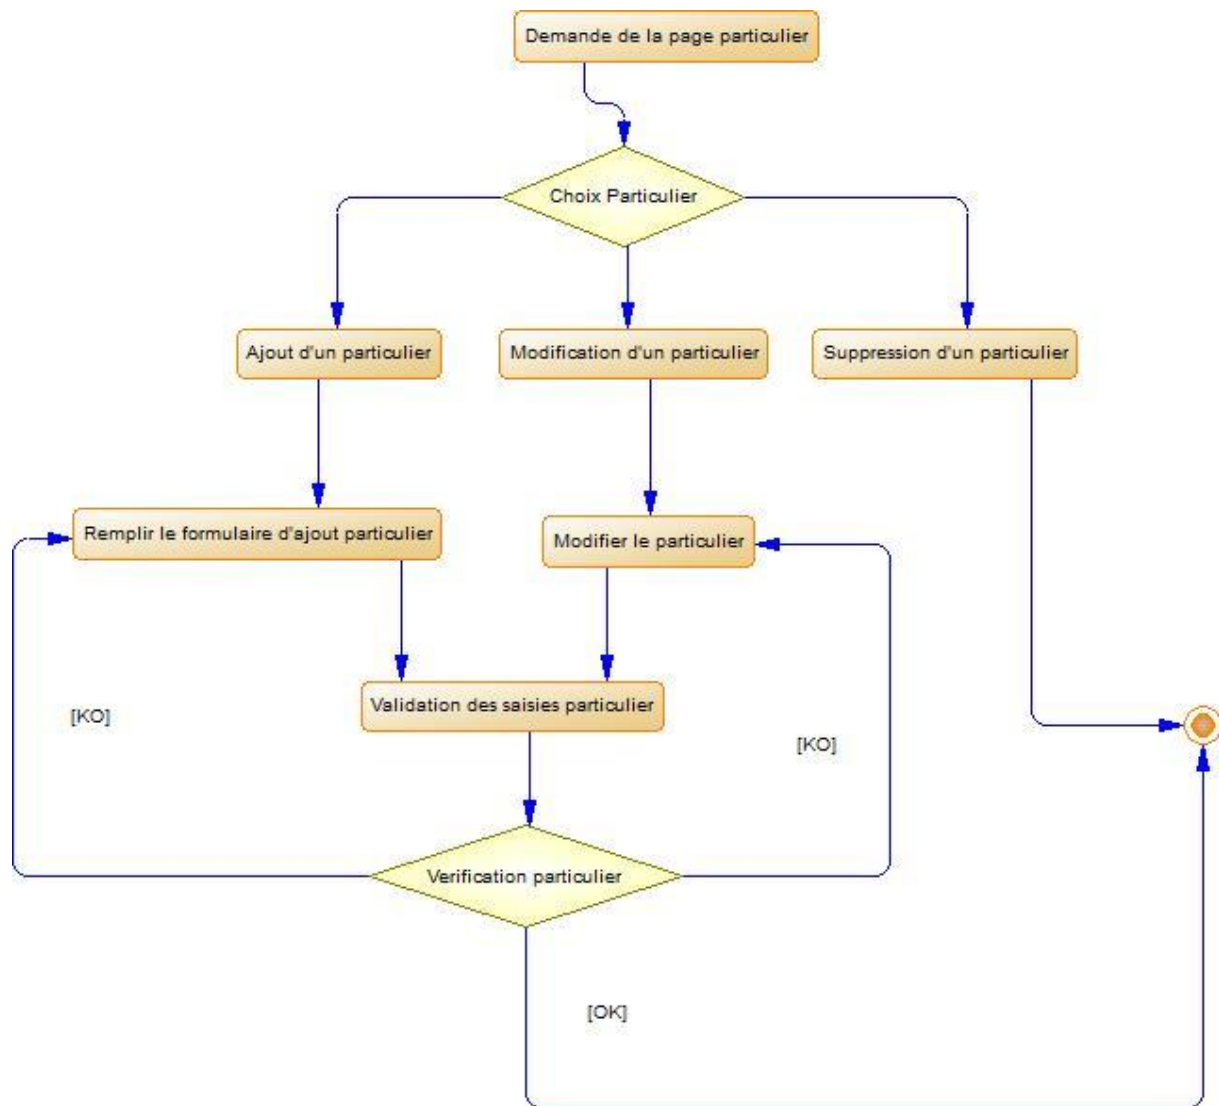 Demande de la page particulier
Choix Particulier
Ajout d'un particulier
Modification d'un particulier
Suppression d'un particulier
Remplir le formulaire d'ajout particulier
Modifier le particulier
Validation des saisies particulier
[KO]
[KO]
Verification particulier
[OK]